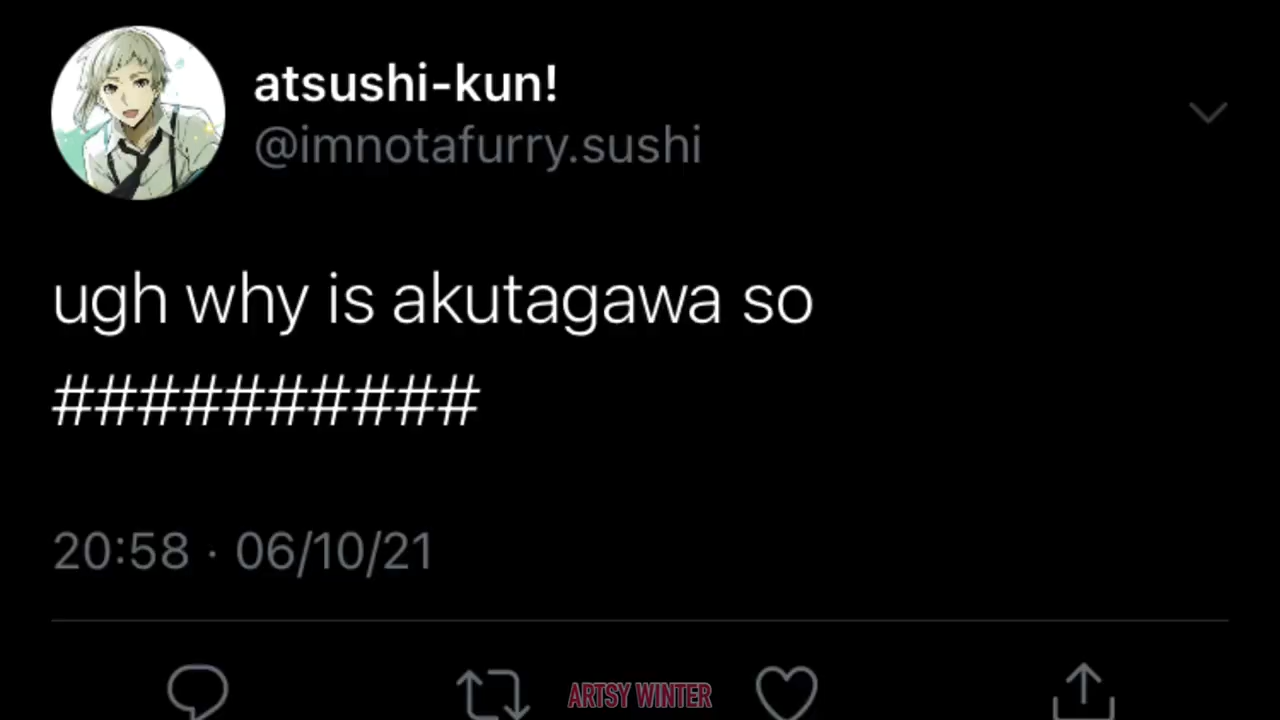 atsushi-kun!
@imnotafurry.sushi
ugh why is akutagawa so
##########
20:58 · 06/10/21
ARTSY WINTER